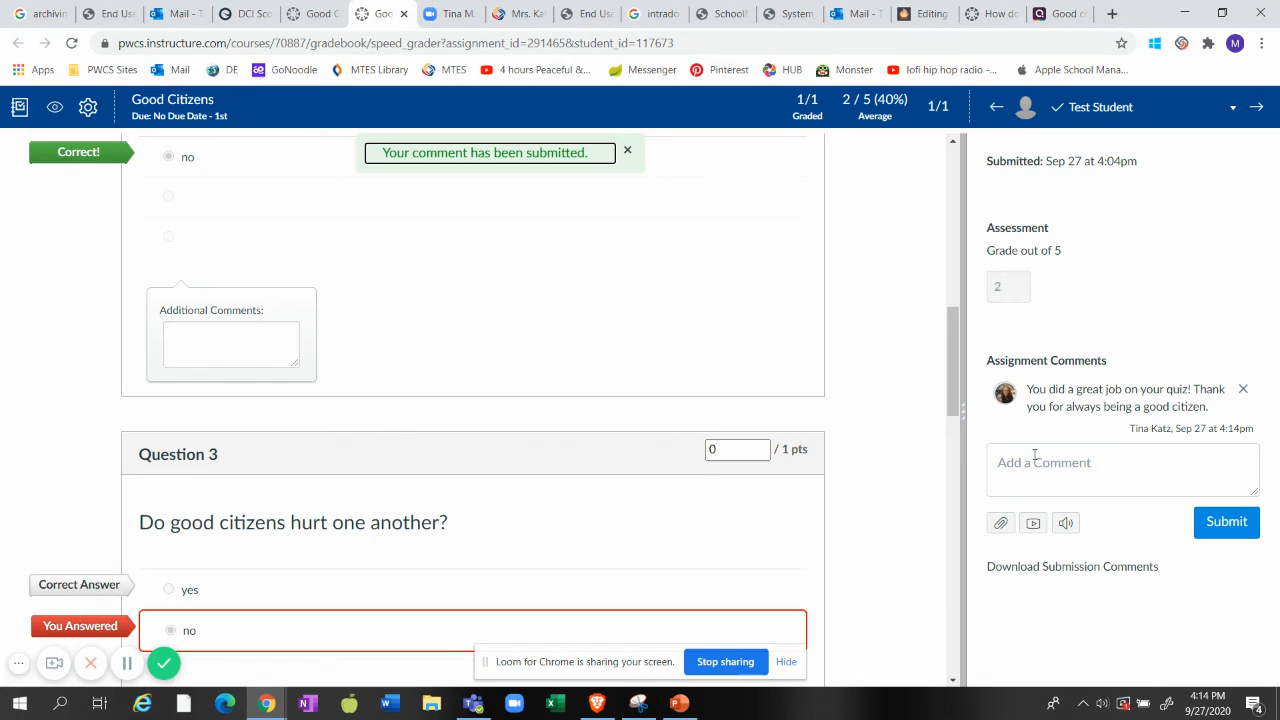 archivin
End Use
Mail - T
DCI Sco
Good C
Goo
Tina M
Mrs. Ka
End Use
intrado
School
System
Mail - T
Editing
How do
Good c
pwcs.instructure.com/courses/70887/gradebook/speed_grader?assignment_id=291465&student_id=117673
M
Apps
PWCS Sites
Mail
DE
GoNoodle
MTES Library
MTES
4 hours Peaceful &...
Messenger
Pinterest
HUB
Monster
lofi hip hop radio -...
Apple School Mana...
Good Citizens
Due: No Due Date - 1st
1/1
Graded
2 / 5 (40%)
Average
1/1
Test Student
Correct!
no
Your comment has been submitted.
Additional Comments:
Question 3
0
/ 1 pts
Do good citizens hurt one another?
Correct Answer
yes
You Answered
no
Submitted: Sep 27 at 4:04pm
Assessment
Grade out of 5
2
Assignment Comments
You did a great job on your quiz! Thank
you for always being a good citizen.
Tina Katz, Sep 27 at 4:14pm
Add a Comment
Submit
Download Submission Comments
Loom for Chrome is sharing your screen.
Stop sharing
Hide
4:14 PM
9/27/2020
4